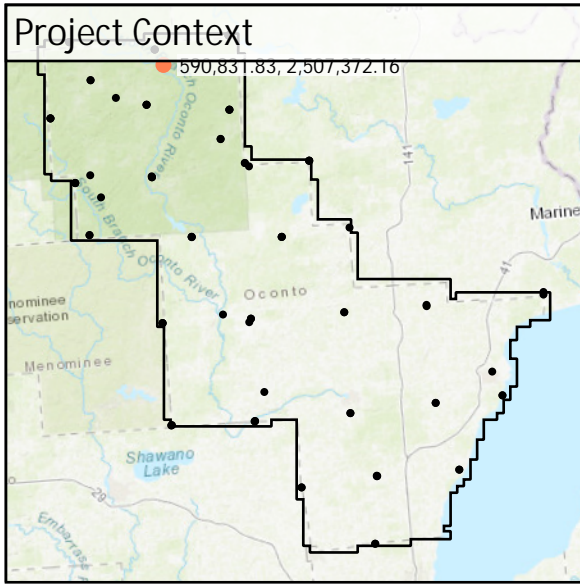 Project Context
590,831.83, 2,507,372.16
Oconto River
141
Marine
South Branch
Oconto River
41
Oconto
nominee
servation
Menominee
Shawano
Lake
29
Embarrass